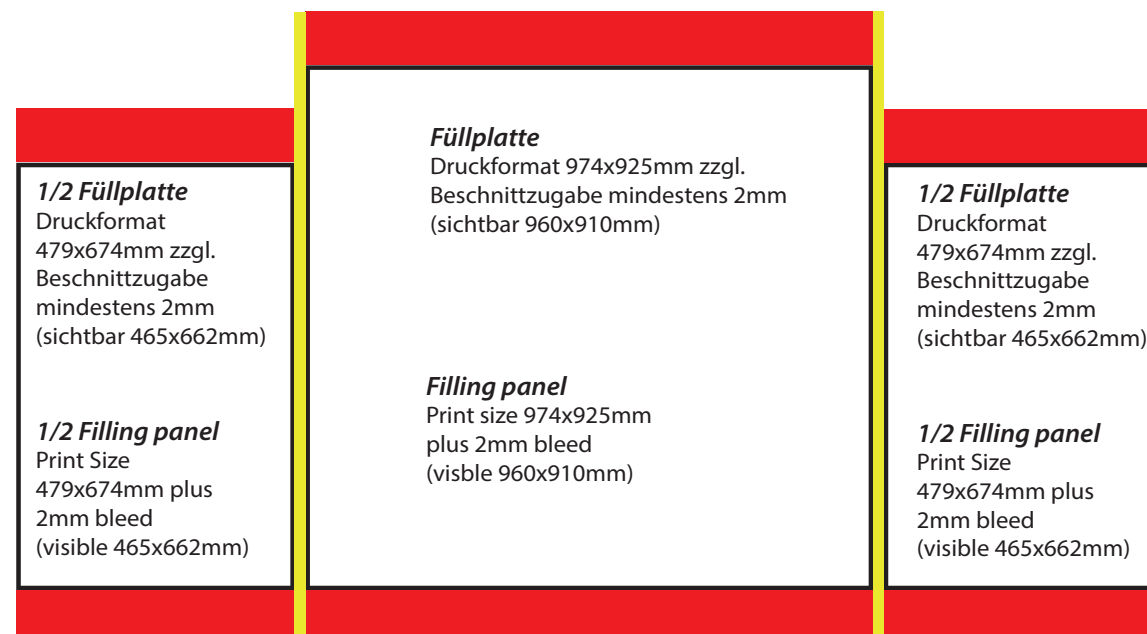 1/2 Füllplatte
Druckformat
479x674mm zzgl.
Beschnittzugabe
mindestens 2mm
(sichtbar 465x662mm)
1/2 Filling panel
Print Size
479x674mm plus
2mm bleed
(visible 465x662mm)
Füllplatte
Druckformat 974x925mm zzgl.
Beschnittzugabe mindestens 2mm
(sichtbar 960x910mm)
Filling panel
Print size 974x925mm
plus 2mm bleed
(visble 960x910mm)
1/2 Füllplatte
Druckformat
479x674mm zzgl.
Beschnittzugabe
mindestens 2mm
(sichtbar 465x662mm)
1/2 Filling panel
Print Size
479x674mm plus
2mm bleed
(visible 465x662mm)